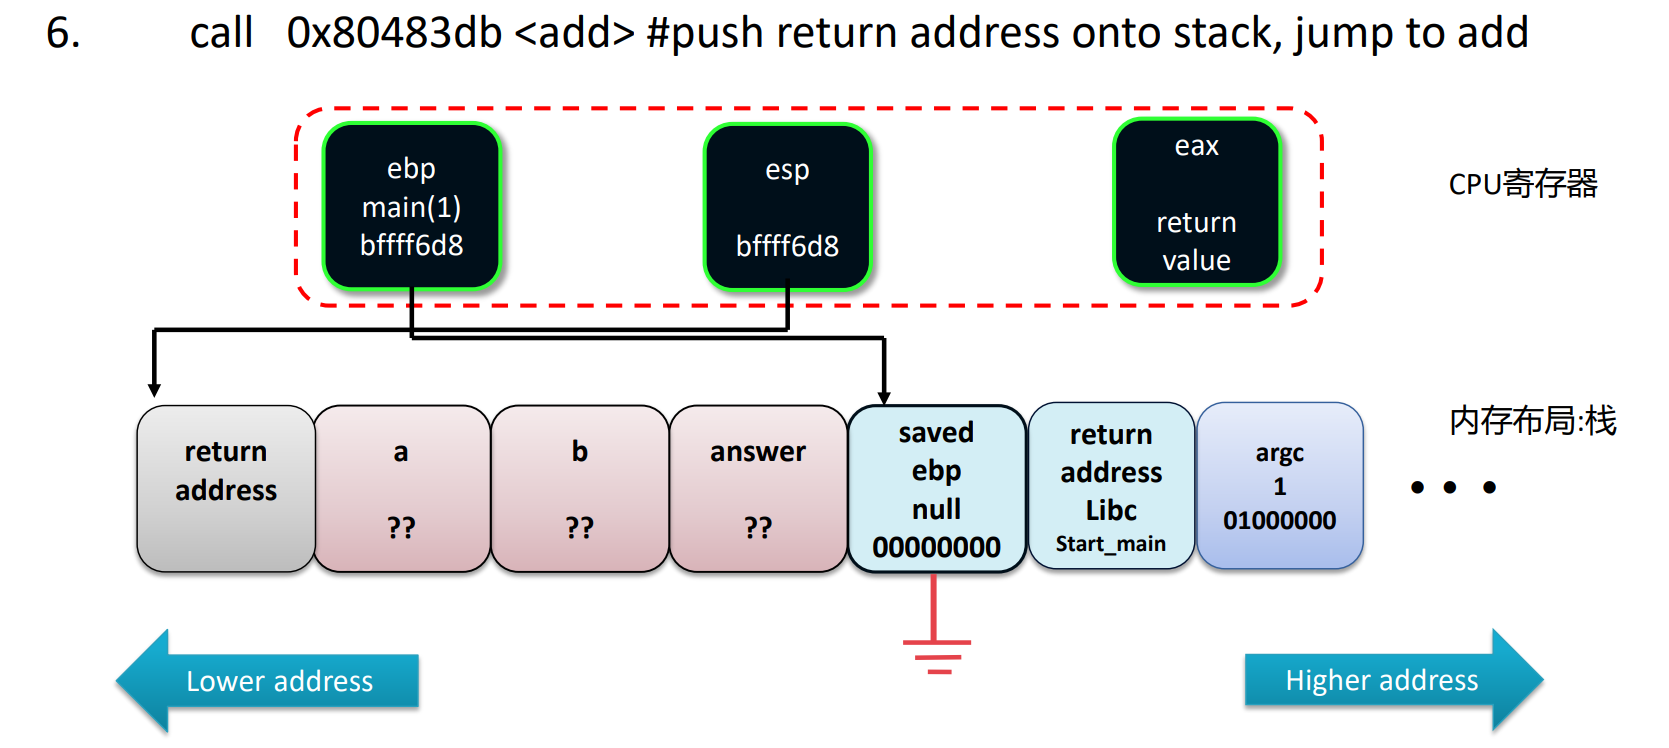 6. call 0x80483db <add> #push return address onto stack, jump to add
ebp
main(1)
bffff6d8
esp
bffff6d8
eax
return
value
CPU寄存器
return
address
a
??
b
??
answer
??
saved
ebp
null
00000000
return
address
Libc
Start_main
argc
1
01000000
内存布局:栈
• • •
Lower address
Higher address